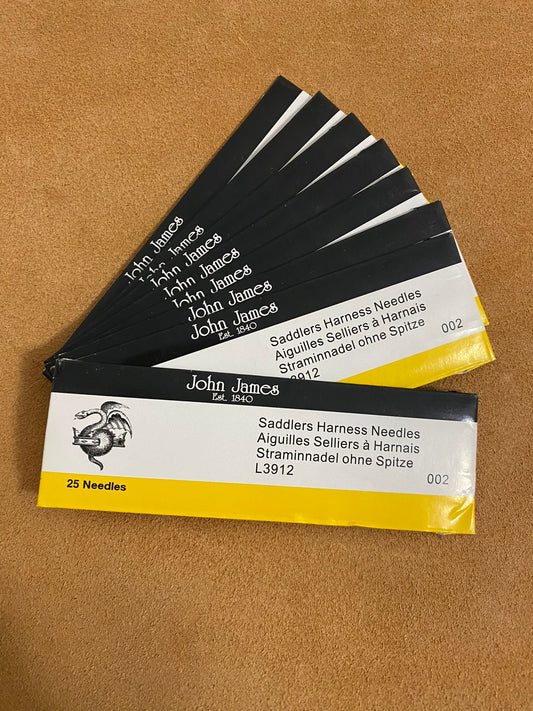 John James
John James
John James
John James
John James
John James
John James
Est. 1840
Saddlers Harness Needles
Aiguilles Selliers à Harnais
Straminnadel ohne Spitze
L3912
002
John James
Est. 1840
Saddlers Harness Needles
Aiguilles Selliers à Harnais
Straminnadel ohne Spitze
L3912
002
25 Needles